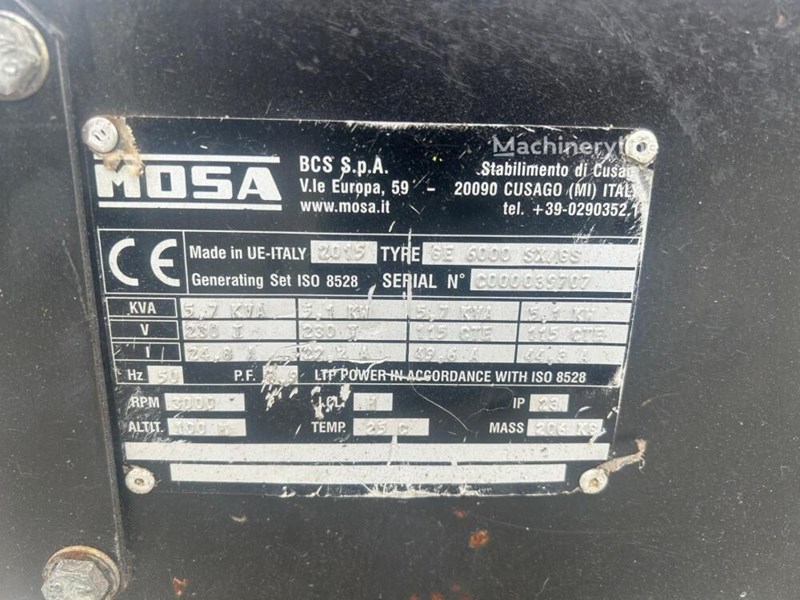 Machineryline
MOSA
BCS S.p.A.
Stabilimento di Cusago
V.le Europa, 59 - 20090 CUSAGO (MI) ITALY
www.mosa.it tel. +39-0290352.1
CE Made in UE-ITALY 2015 TYPE GE 6000 SX/GS
Generating Set ISO 8528 SERIAL N° C000039707
KVA 5,7 KVA 5,1 KW 5,7 KVA 5,1 KW
V 230 T 230 T 115 CTE 115 CTE
I 24,8 A A 49,6 A 44,3 A
Hz 50 P.F. LTP POWER IN ACCORDANCE WITH ISO 8528
RPM 3000 I.CL. H IP 23
ALTIT. 100 M TEMP. 25 C MASS 206 KG